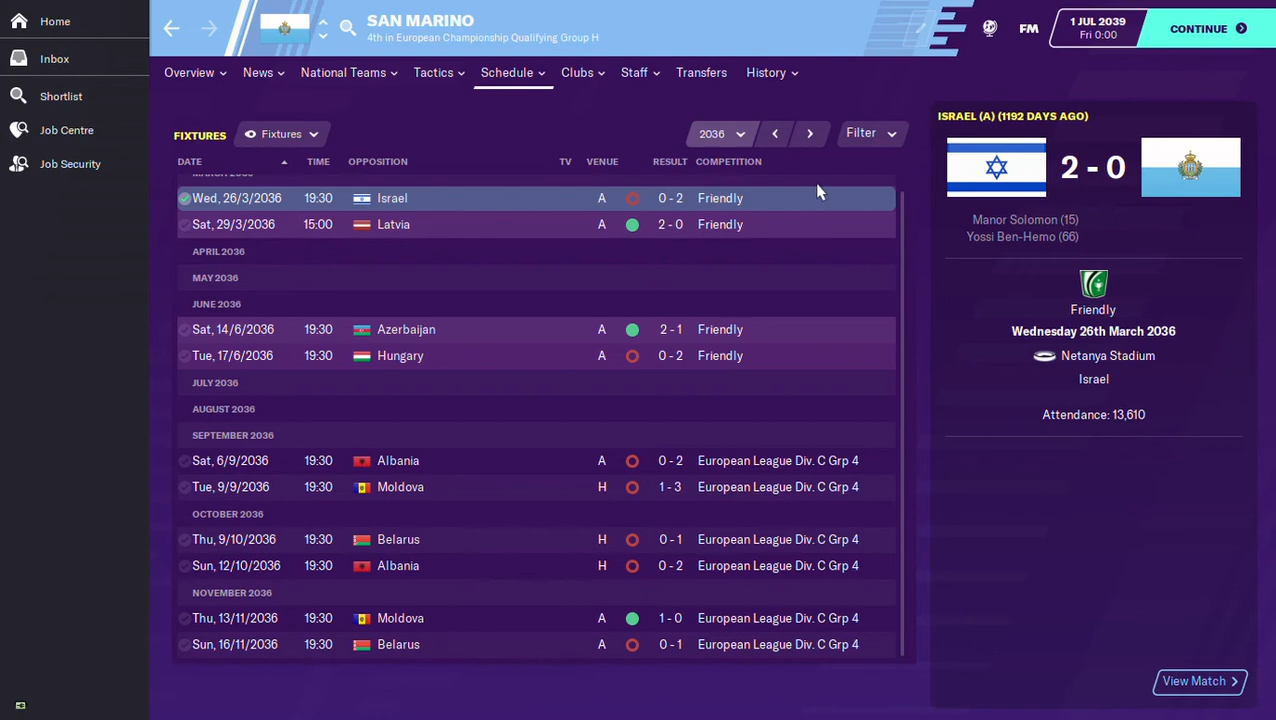 Home
Inbox
Shortlist
Job Centre
Job Security
SAN MARINO
4th in European Championship Qualifying Group H
FM
1 JUL 2039
Fri 0:00
CONTINUE
Overview News National Teams Tactics Schedule Clubs Staff Transfers History
FIXTURES Fixtures 2036 Filter
DATE TIME OPPOSITION TV VENUE RESULT COMPETITION
MARCH 2036
Wed, 26/3/2036 19:30 Israel A 0 - 2 Friendly
Sat, 29/3/2036 15:00 Latvia A 2 - 0 Friendly
APRIL 2036
MAY 2036
JUNE 2036
Sat, 14/6/2036 19:30 Azerbaijan A 2 - 1 Friendly
Tue, 17/6/2036 19:30 Hungary A 0 - 2 Friendly
JULY 2036
AUGUST 2036
SEPTEMBER 2036
Sat, 6/9/2036 19:30 Albania A 0 - 2 European League Div. C Grp 4
Tue, 9/9/2036 19:30 Moldova H 1 - 3 European League Div. C Grp 4
OCTOBER 2036
Thu, 9/10/2036 19:30 Belarus H 0 - 1 European League Div. C Grp 4
Sun, 12/10/2036 19:30 Albania H 0 - 2 European League Div. C Grp 4
NOVEMBER 2036
Thu, 13/11/2036 19:30 Moldova A 1 - 0 European League Div. C Grp 4
Sun, 16/11/2036 19:30 Belarus A 0 - 1 European League Div. C Grp 4
ISRAEL (A) (1192 DAYS AGO)
2 - 0
Manor Solomon (15)
Yossi Ben-Hemo (66)
Friendly
Wednesday 26th March 2036
Netanya Stadium
Israel
Attendance: 13,610
View Match